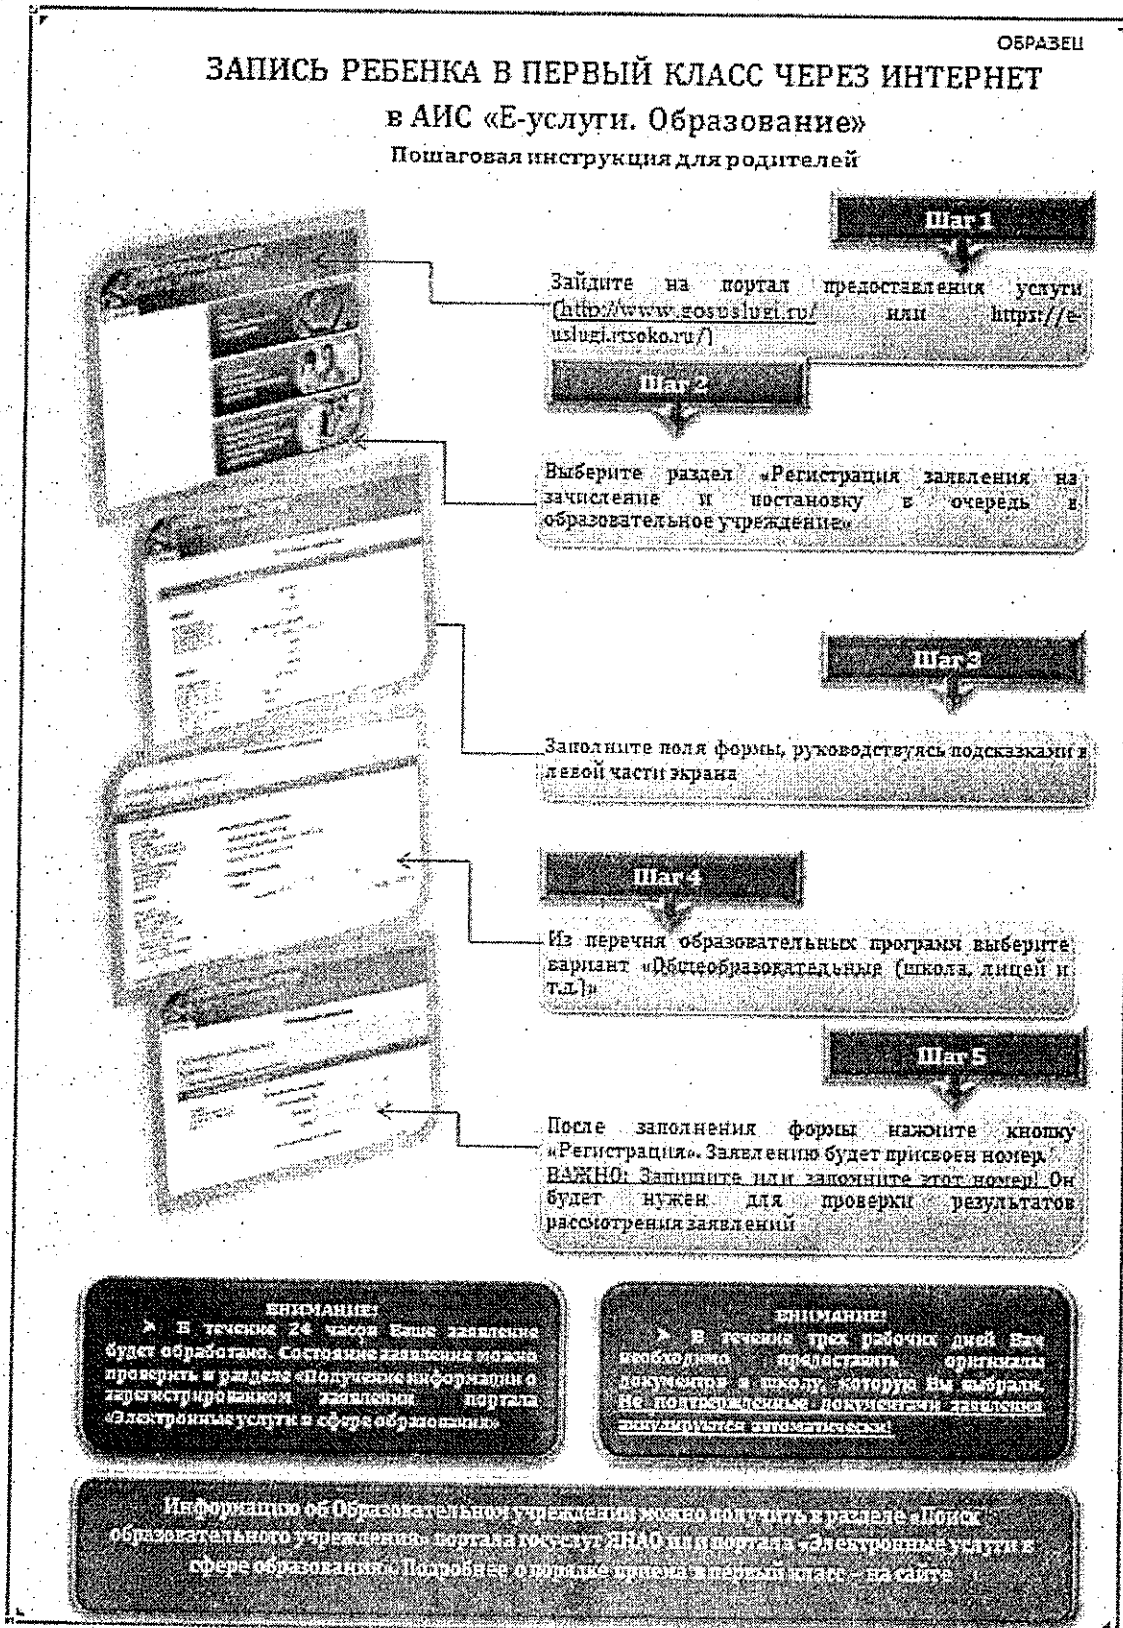 ОБРАЗЕЦ
ЗАПИСЬ РЕБЕНКА В ПЕРВЫЙ КЛАСС ЧЕРЕЗ ИНТЕРНЕТ
в АИС «Е-услуги. Образование»
Пошаговая инструкция для родителей
Шаг 1
Зайдите на портал предоставления услуги
(http://www.gosuslugi.ru/ или https://e-
uslugi.rtsoko.ru/)
Шаг 2
Выберите раздел «Регистрация заявления на
зачисление и постановку в очередь в
образовательное учреждение»
Шаг 3
Заполните поля формы, руководствуясь подсказками в
левой части экрана
Шаг 4
Из перечня образовательных программ выберите
вариант «Общеобразовательные (школа, лицей и
т.д.)»
Шаг 5
После заполнения формы нажмите кнопку
«Регистрация». Заявлению будет присвоен номер.
ВАЖНО: Запишите или запомните этот номер! Он
будет нужен для проверки результатов
рассмотрения заявлений
ВНИМАНИЕ!
➤ В течение 24 часов Ваше заявление
будет обработано. Состояние заявления можно
проверить в разделе «Получение информации о
зарегистрированном заявлении портала
«Электронные услуги в сфере образования»
ВНИМАНИЕ!
➤ В течение трех рабочих дней Вам
необходимо предоставить оригиналы
документов в школу, которую Вы выбрали.
Не подтвержденные документами заявления
аннулируются автоматически!
Информацию об Образовательном учреждении можно получить в разделе «Поиск
образовательного учреждения» портала госуслуг ЯНАО или портала «Электронные услуги в
сфере образования». Подробнее о порядке приема в первый класс – на сайте